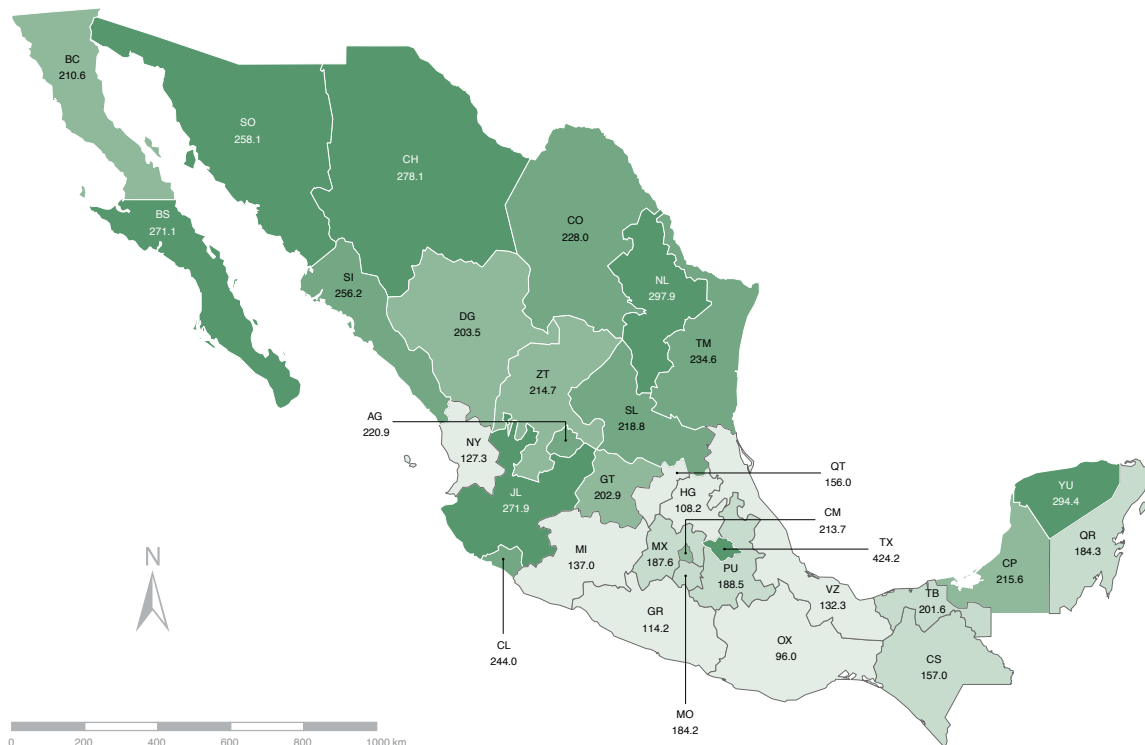 BC
210.6
SO
258.1
CH
278.1
BS
271.1
CO
228.0
SI
256.2
NL
297.9
DG
203.5
TM
234.6
ZT
214.7
AG
220.9
SL
218.8
NY
127.3
QT
156.0
GT
202.9
YU
294.4
JL
271.9
HG
108.2
CM
213.7
QR
184.3
TX
424.2
MI
137.0
MX
187.6
PU
188.5
CP
215.6
VZ
132.3
TB
201.6
N
GR
114.2
OX
96.0
CL
244.0
CS
157.0
MO
184.2
0 200 400 600 800 1000 km